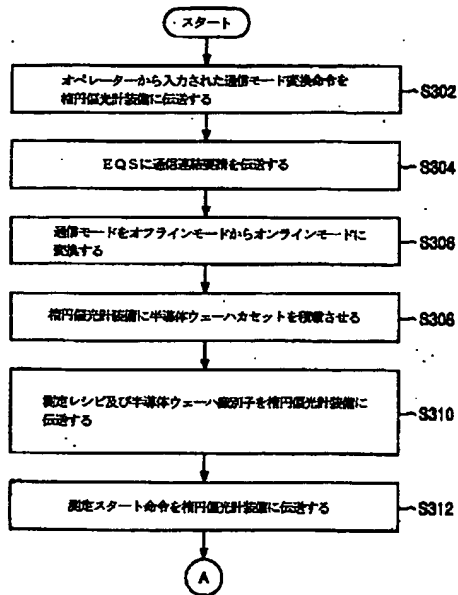 スタート
オペレーターから入力された通信モード変換命令を
楕円偏光計装備に伝送する
S302
EQSに通信連結要請を伝送する
S304
通信モードをオフラインモードからオンラインモードに
変換する
S306
楕円偏光計装備に半導体ウェーハカセットを積載させる
S306
測定レシピ及び半導体ウェーハ識別子を楕円偏光計装備に
伝送する
S310
測定スタート命令を楕円偏光計装備に伝送する
S312
A